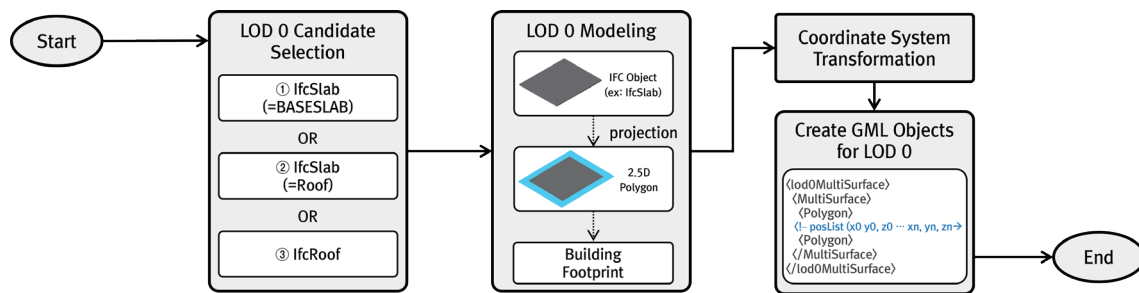 Start
LOD 0 Candidate
Selection
① IfcSlab
(=BASESLAB)
OR
② IfcSlab
(=Roof)
OR
③ IfcRoof
LOD 0 Modeling
IFC Object
(ex: IfcSlab)
projection
2.5D
Polygon
Building
Footprint
Coordinate System
Transformation
Create GML Objects
for LOD 0
⟨lod0MultiSurface⟩
⟨MultiSurface⟩
⟨Polygon⟩
⟨!– posList (x0 y0, z0 ⋯ xn, yn, zn→
⟨Polygon⟩
⟨/MultiSurface⟩
⟨/lod0MultiSurface⟩
End